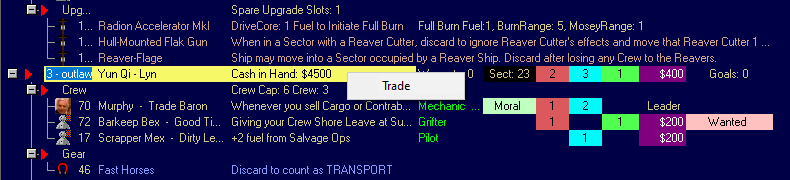 Upg... Spare Upgrade Slots: 1
1... Radion Accelerator MkI DriveCore: 1 Fuel to Initiate Full Burn Full Burn Fuel:1, BurnRange: 5, MoseyRange: 1
1... Hull-Mounted Flak Gun When in a Sector with a Reaver Cutter, discard to ignore Reaver Cutter's effects and move that Reaver Cutter 1 ...
1... Reaver-Flage Ship may move into a Sector occupied by a Reaver Ship. Discard after losing any Crew to the Reavers.
3 - outlaw Yun Qi - Lyn Cash in Hand: $4500 0 Sect: 23 2 3 1 $400 Goals: 0
Trade
Crew Crew Cap: 6 Crew: 3
70 Murphy - Trade Baron Whenever you sell Cargo or Contrab... Mechanic ... Moral 1 2 Leader
72 Barkeep Bex - Good Ti... Giving your Crew Shore Leave at Su... Grifter 1 1 $200 Wanted
17 Scrapper Mex - Dirty Le... +2 fuel from Salvage Ops Pilot 1 $200
Gear
46 Fast Horses Discard to count as TRANSPORT